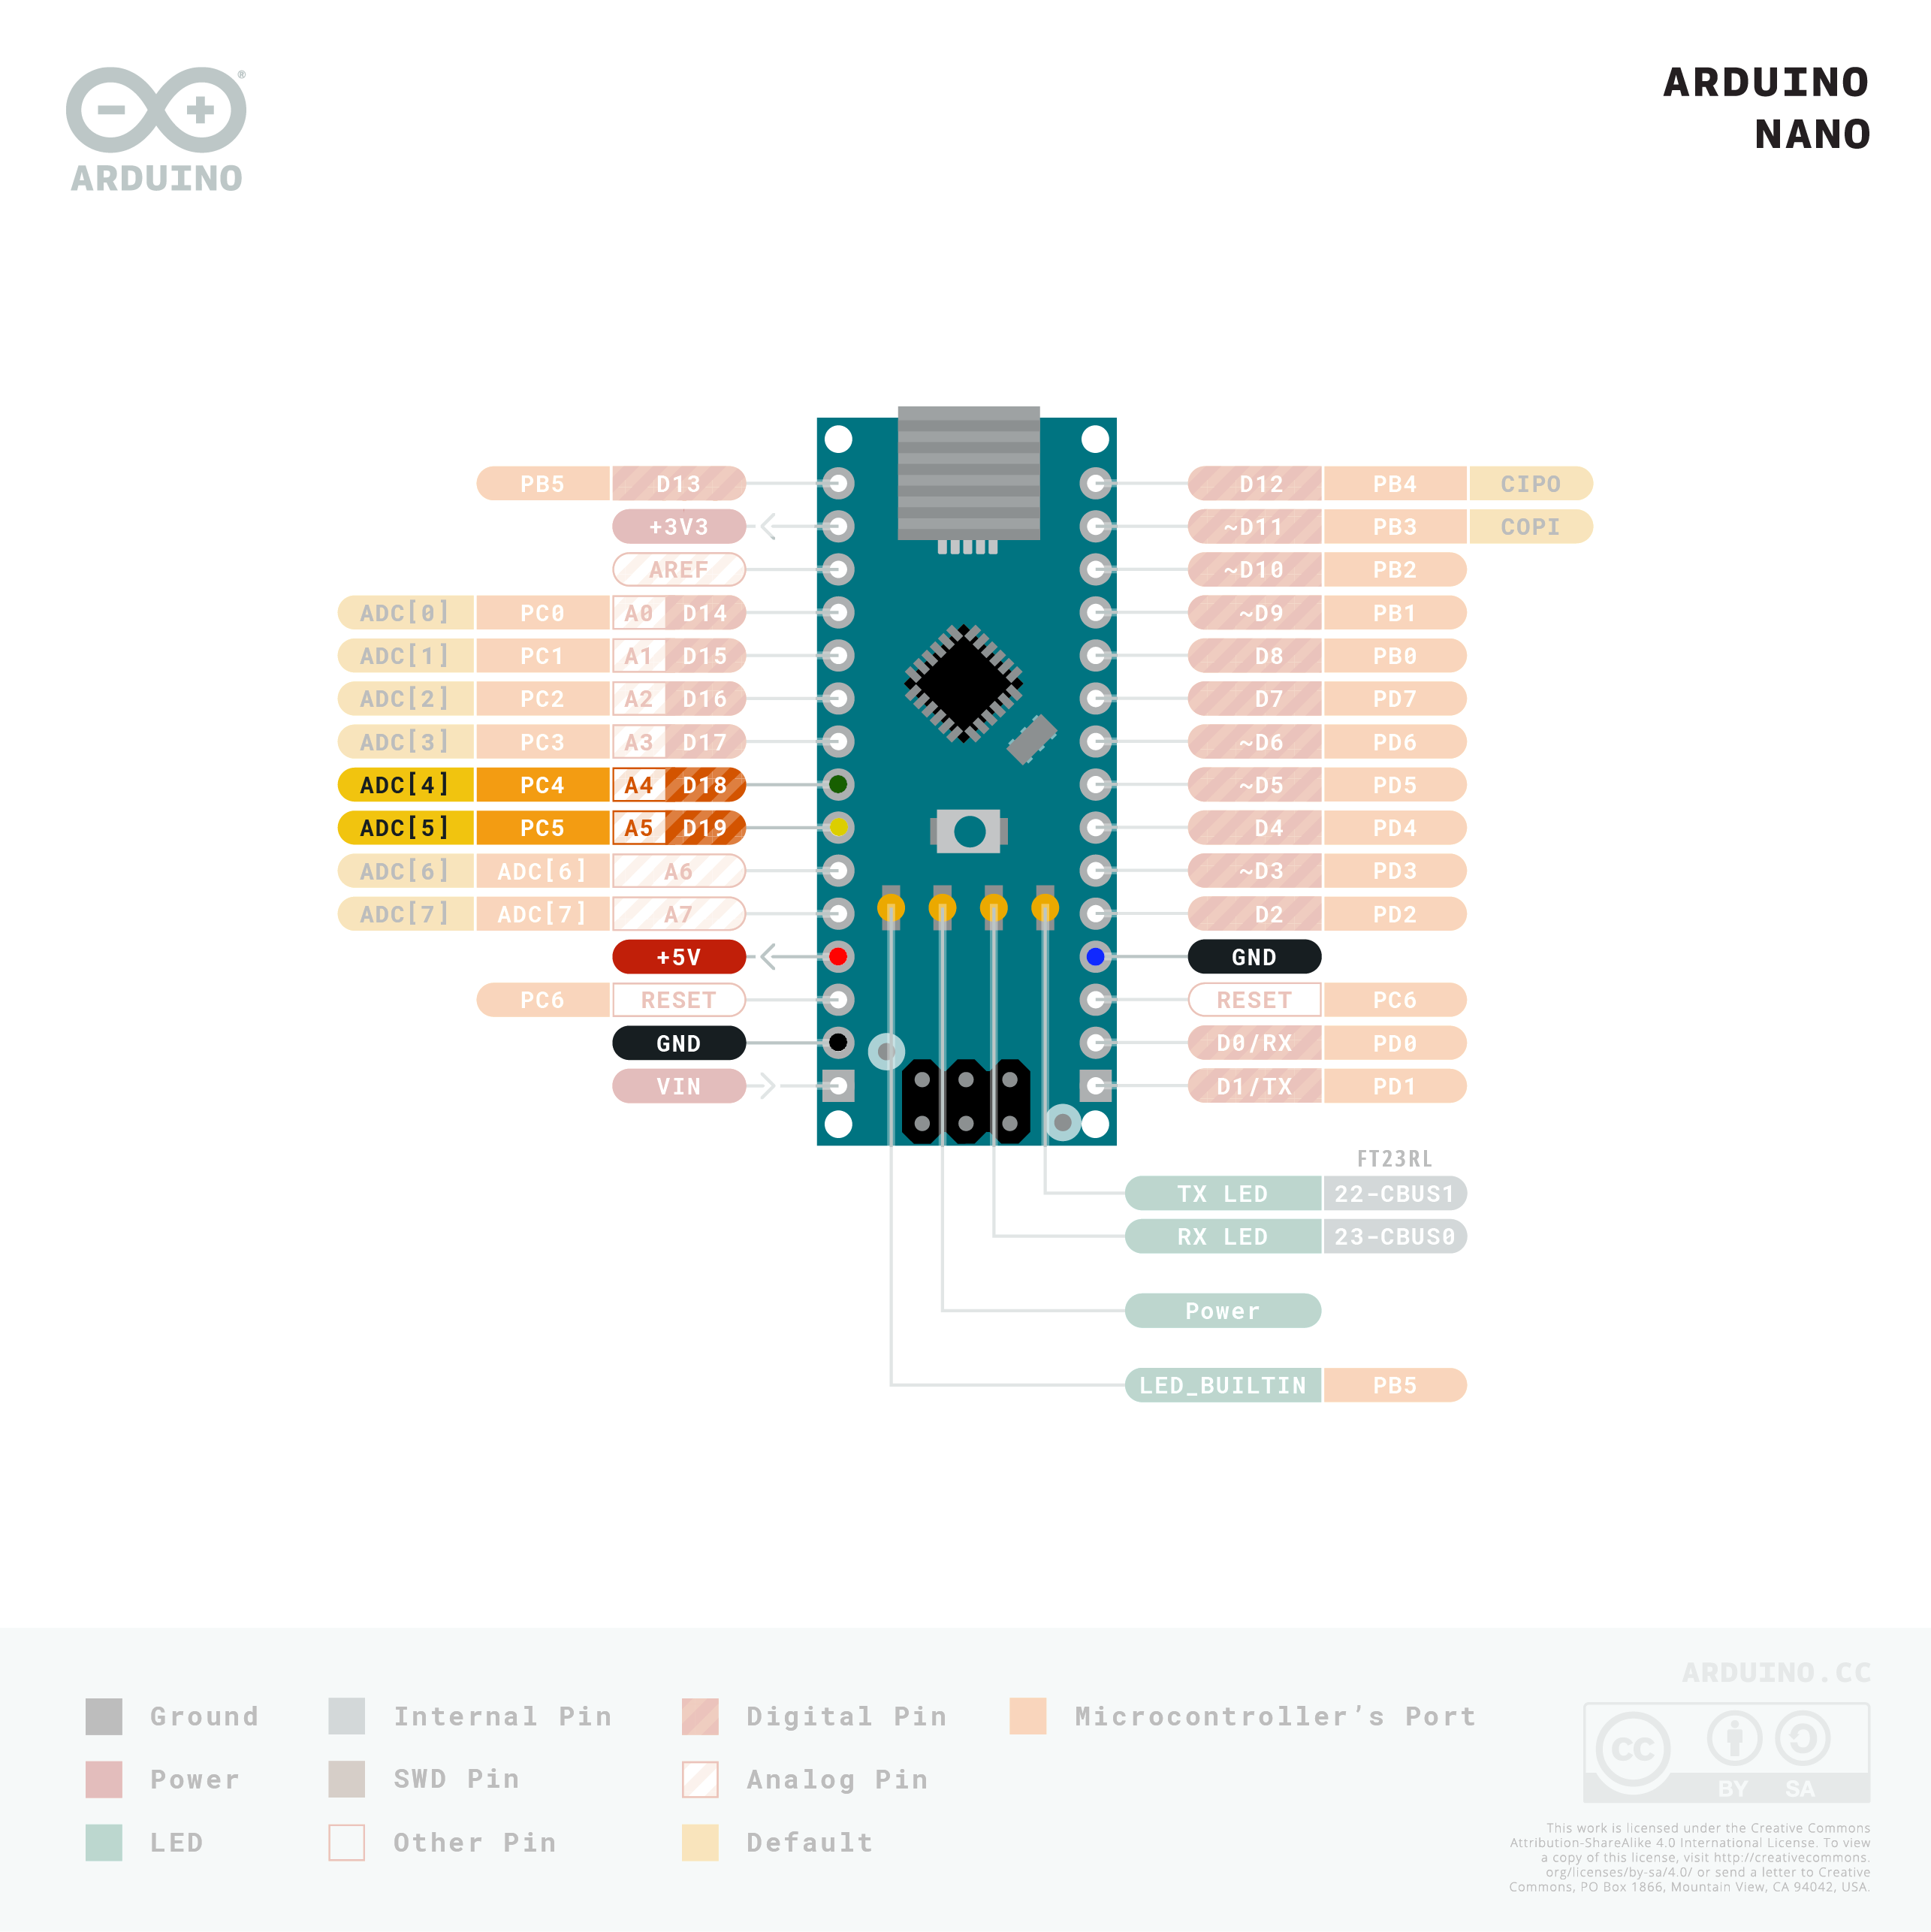 ARDUINO
NANO
®
ARDUINO
PB5 D13
+3V3
AREF
ADC[0] PC0 A0 D14
ADC[1] PC1 A1 D15
ADC[2] PC2 A2 D16
ADC[3] PC3 A3 D17
ADC[4] PC4 A4 D18
ADC[5] PC5 A5 D19
ADC[6] ADC[6] A6
ADC[7] ADC[7] A7
+5V
PC6 RESET
GND
VIN
D12 PB4 CIPO
~D11 PB3 COPI
~D10 PB2
~D9 PB1
D8 PB0
D7 PD7
~D6 PD6
~D5 PD5
D4 PD4
~D3 PD3
D2 PD2
GND
RESET PC6
D0/RX PD0
D1/TX PD1
FT23RL
TX LED 22-CBUS1
RX LED 23-CBUS0
Power
LED_BUILTIN PB5
Ground
Power
LED
Internal Pin
SWD Pin
Other Pin
Digital Pin
Analog Pin
Default
Microcontroller’s Port
ARDUINO.CC
cc
BY SA
This work is licensed under the Creative Commons
Attribution-ShareAlike 4.0 International License. To view
a copy of this license, visit http://creativecommons.
org/licenses/by-sa/4.0/ or send a letter to Creative
Commons, PO Box 1866, Mountain View, CA 94042, USA.